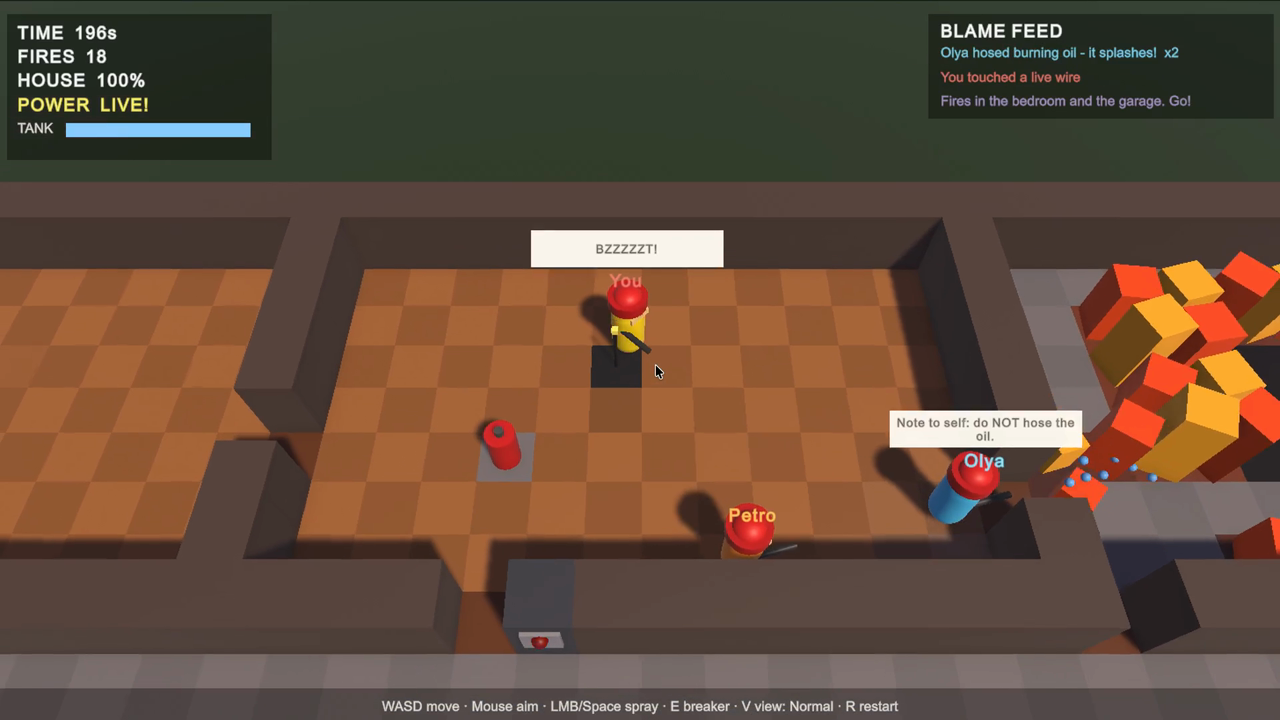 TIME 196s
FIRES 18
HOUSE 100%
POWER LIVE!
TANK
BLAME FEED
Olya hosed burning oil - it splashes! x2
You touched a live wire
Fires in the bedroom and the garage. Go!
BZZZZZT!
You
Note to self: do NOT hose the
oil.
Olya
Petro
WASD move · Mouse aim · LMB/Space spray · E breaker · V view: Normal · R restart